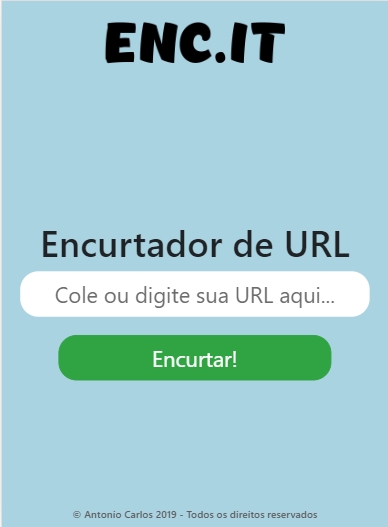 ENC.IT
Encurtador de URL
Cole ou digite sua URL aqui...
Encurtar!
© Antonio Carlos 2019 - Todos os direitos reservados